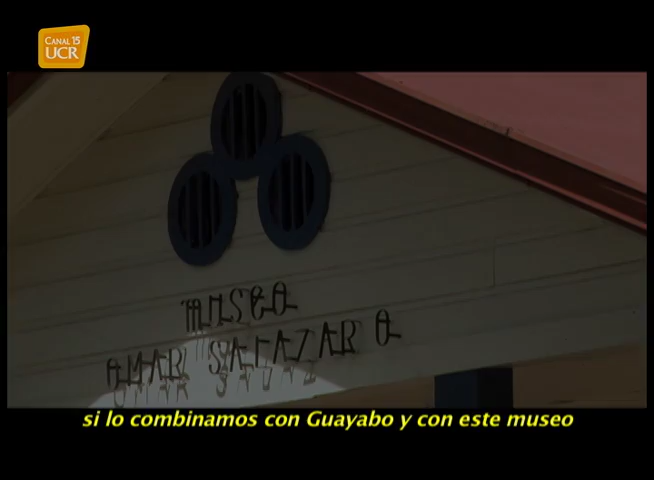 CANAL 15
UCR
MUSEO
OMAR SALAZAR O
si lo combinamos con Guayabo y con este museo